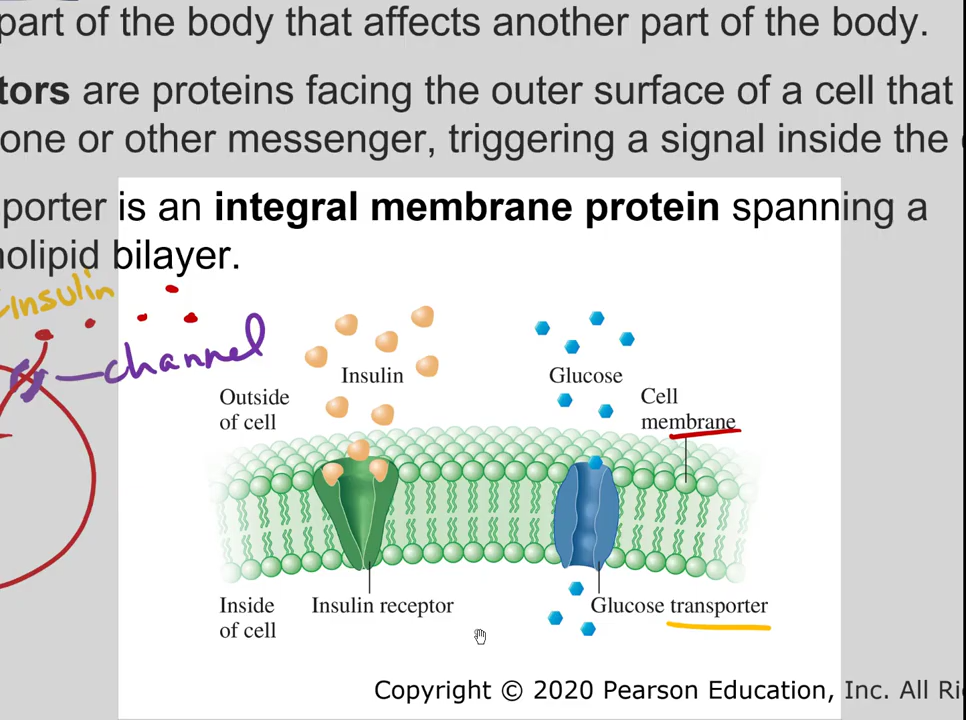 part of the body that affects another part of the body.
tors are proteins facing the outer surface of a cell that
one or other messenger, triggering a signal inside the
porter is an integral membrane protein spanning a
olipid bilayer.
Insulin
channel
Insulin
Glucose
Outside
of cell
Cell
membrane
Inside
of cell
Insulin receptor
Glucose transporter
Copyright © 2020 Pearson Education, Inc. All Ri